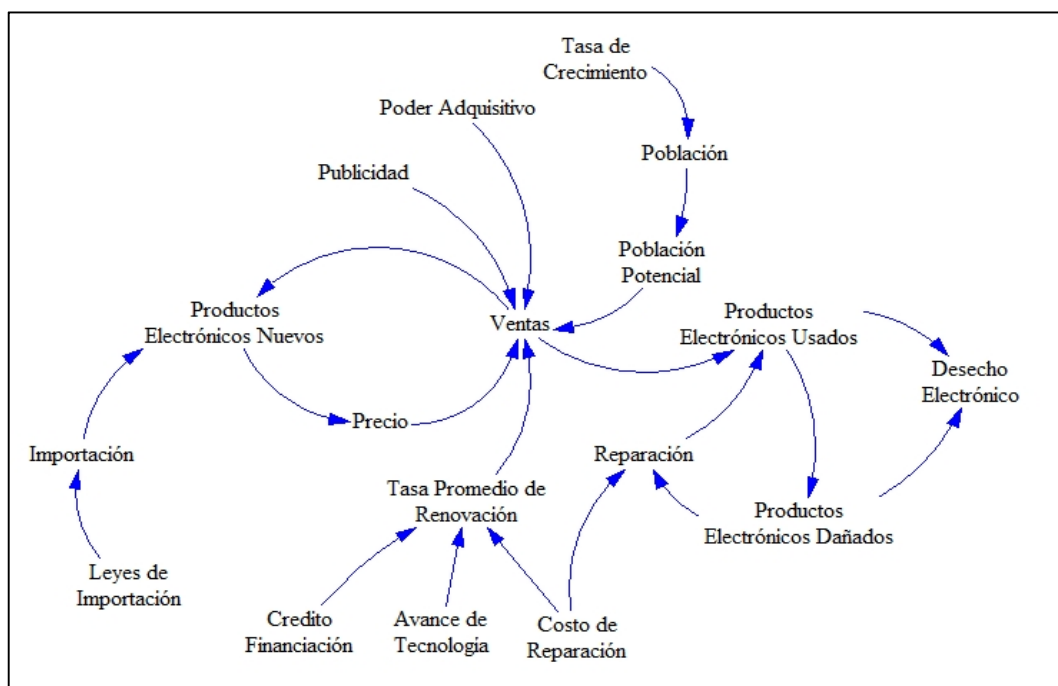 Tasa de
Crecimiento
Poder Adquisitivo
Población
Publicidad
Población
Potencial
Productos
Electrónicos Nuevos
Ventas
Productos
Electrónicos Usados
Desecho
Electrónico
Precio
Importación
Reparación
Tasa Promedio de
Renovación
Productos
Electrónicos Dañados
Leyes de
Importación
Credito
Financiación
Avance de
Tecnología
Costo de
Reparación